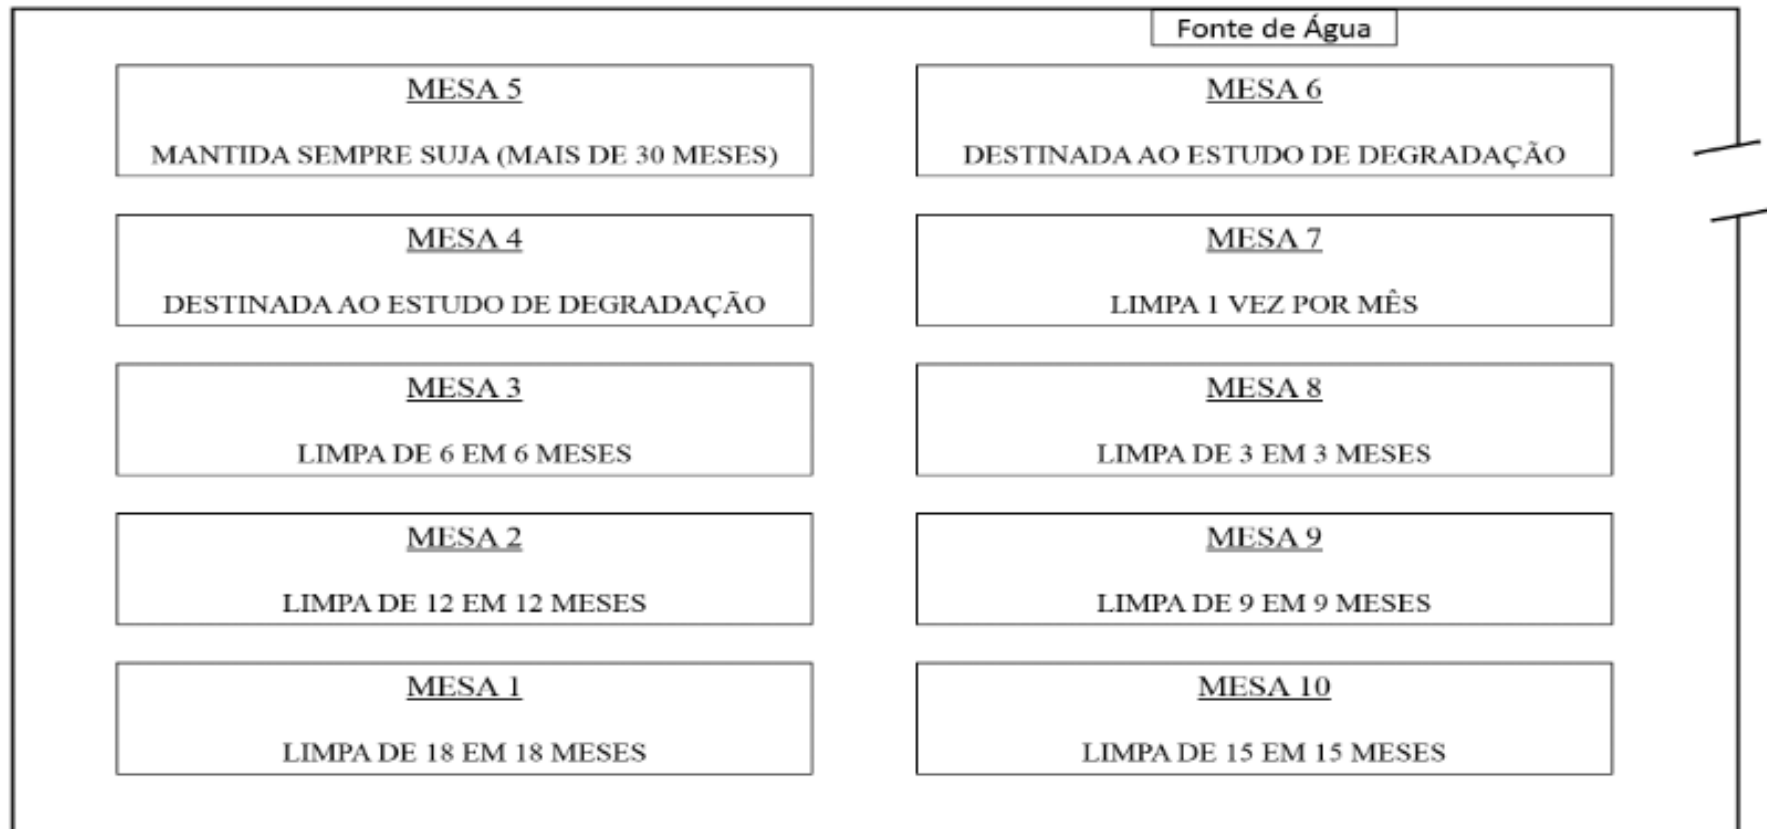 Fonte de Água
MESA 5
MANTIDA SEMPRE SUJA (MAIS DE 30 MESES)
MESA 6
DESTINADA AO ESTUDO DE DEGRADAÇÃO
MESA 4
DESTINADA AO ESTUDO DE DEGRADAÇÃO
MESA 7
LIMPA 1 VEZ POR MÊS
MESA 3
LIMPA DE 6 EM 6 MESES
MESA 8
LIMPA DE 3 EM 3 MESES
MESA 2
LIMPA DE 12 EM 12 MESES
MESA 9
LIMPA DE 9 EM 9 MESES
MESA 1
LIMPA DE 18 EM 18 MESES
MESA 10
LIMPA DE 15 EM 15 MESES